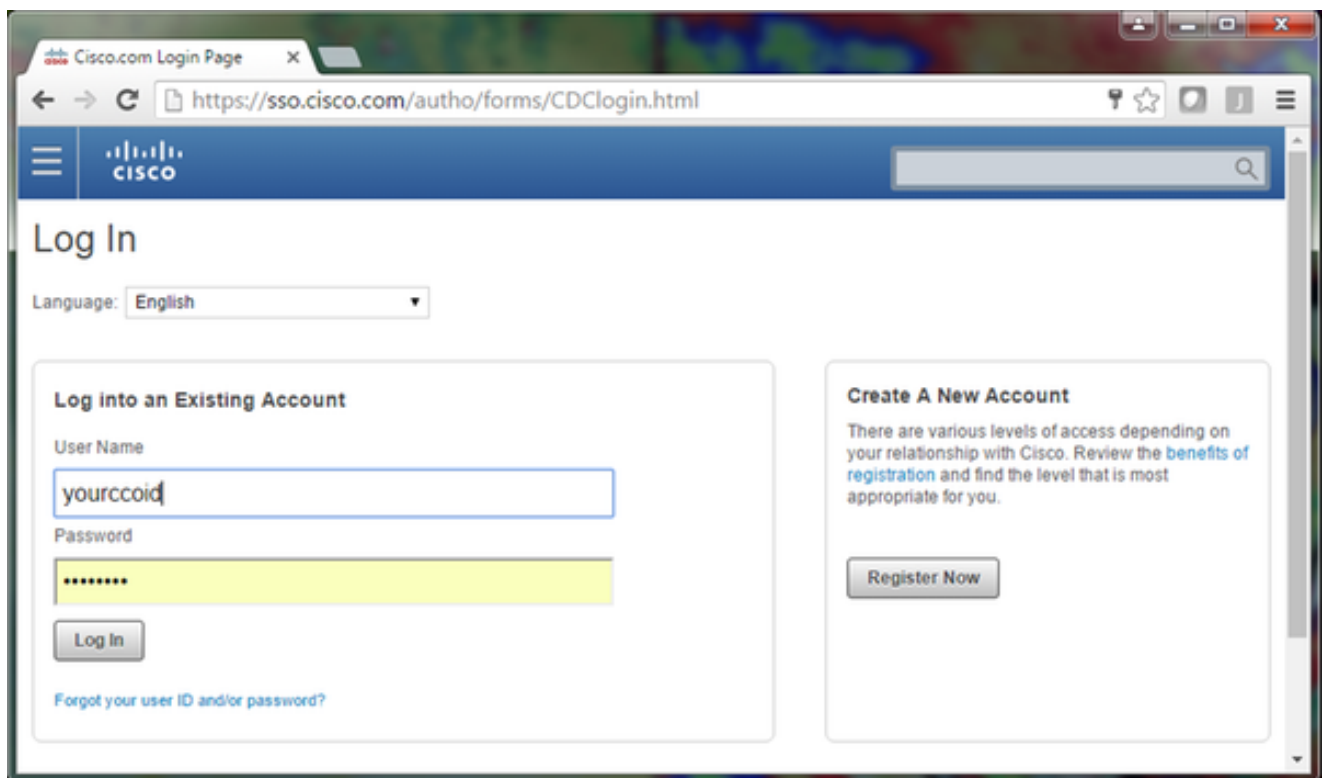 Cisco.com Login Page
https://sso.cisco.com/autho/forms/CDClogin.html
J
CISCO
Log In
Language: English
Log into an Existing Account
User Name
yourccoid
Password
••••••••
Log In
Forgot your user ID and/or password?
Create A New Account
There are various levels of access depending on
your relationship with Cisco. Review the benefits of
registration and find the level that is most
appropriate for you.
Register Now